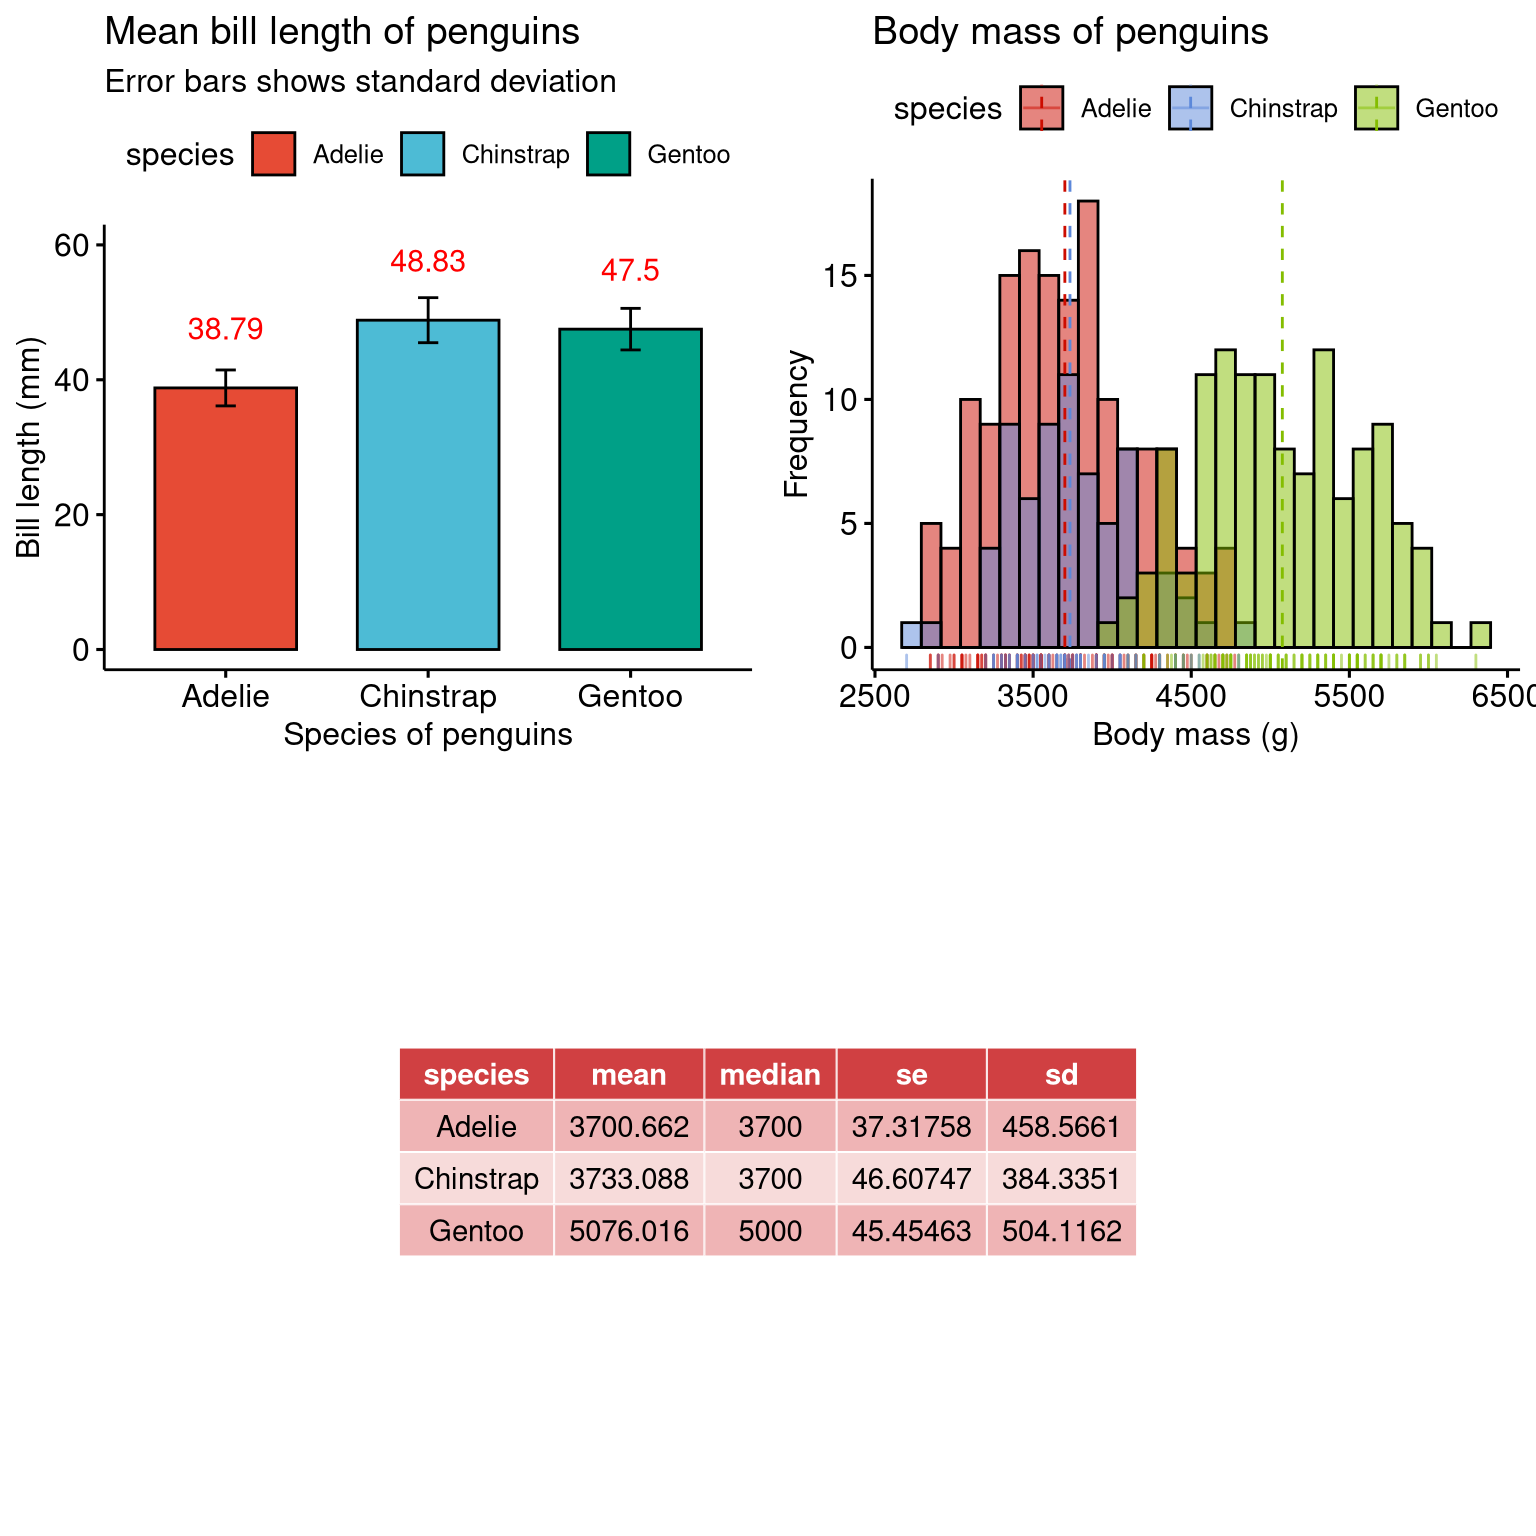 Mean bill length of penguins
Error bars shows standard deviation
species Adelie Chinstrap Gentoo
60
40
20
0
Bill length (mm)
38.79
48.83
47.5
Adelie Chinstrap Gentoo
Species of penguins
Body mass of penguins
species Adelie Chinstrap Gentoo
15
10
5
0
Frequency
2500 3500 4500 5500 6500
Body mass (g)
species mean median se sd
Adelie 3700.662 3700 37.31758 458.5661
Chinstrap 3733.088 3700 46.60747 384.3351
Gentoo 5076.016 5000 45.45463 504.1162